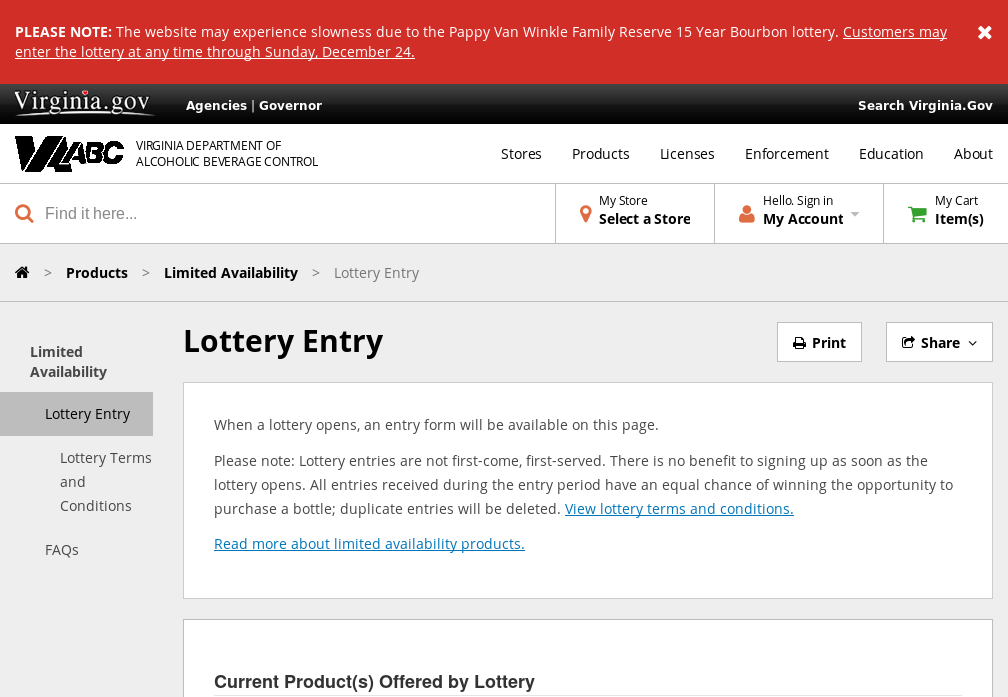 PLEASE NOTE: The website may experience slowness due to the Pappy Van Winkle Family Reserve 15 Year Bourbon lottery. Customers may
enter the lottery at any time through Sunday, December 24.
Virginia.gov
Agencies | Governor
Search Virginia.Gov
VA ABC
VIRGINIA DEPARTMENT OF
ALCOHOLIC BEVERAGE CONTROL
Stores
Products
Licenses
Enforcement
Education
About
Find it here...
My Store
Select a Store
Hello. Sign in
My Account
My Cart
Item(s)
> Products > Limited Availability > Lottery Entry
Limited
Availability
Lottery Entry
Lottery Terms
and
Conditions
FAQs
Lottery Entry
Print
Share
When a lottery opens, an entry form will be available on this page.
Please note: Lottery entries are not first-come, first-served. There is no benefit to signing up as soon as the
lottery opens. All entries received during the entry period have an equal chance of winning the opportunity to
purchase a bottle; duplicate entries will be deleted. View lottery terms and conditions.
Read more about limited availability products.
Current Product(s) Offered by Lottery